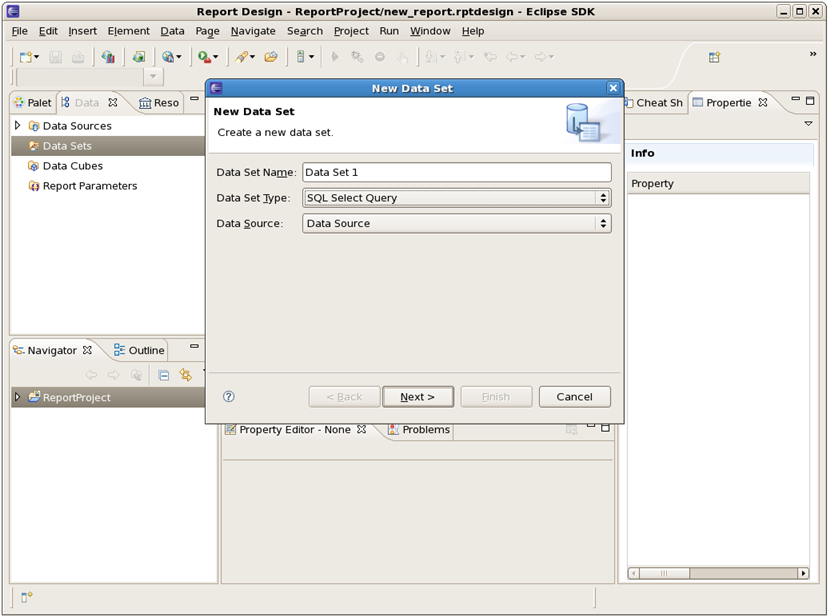 Report Design - ReportProject/new_report.rptdesign - Eclipse SDK
File Edit Insert Element Data Page Navigate Search Project Run Window Help
»
Palet Data Reso
Data Sources
Data Sets
Data Cubes
Report Parameters
New Data Set
New Data Set
Create a new data set.
Data Set Name: Data Set 1
Data Set Type: SQL Select Query
Data Source: Data Source
? < Back Next > Finish Cancel
Cheat Sh Propertie
Info
Property
Navigator Outline
ReportProject
Property Editor - None Problems